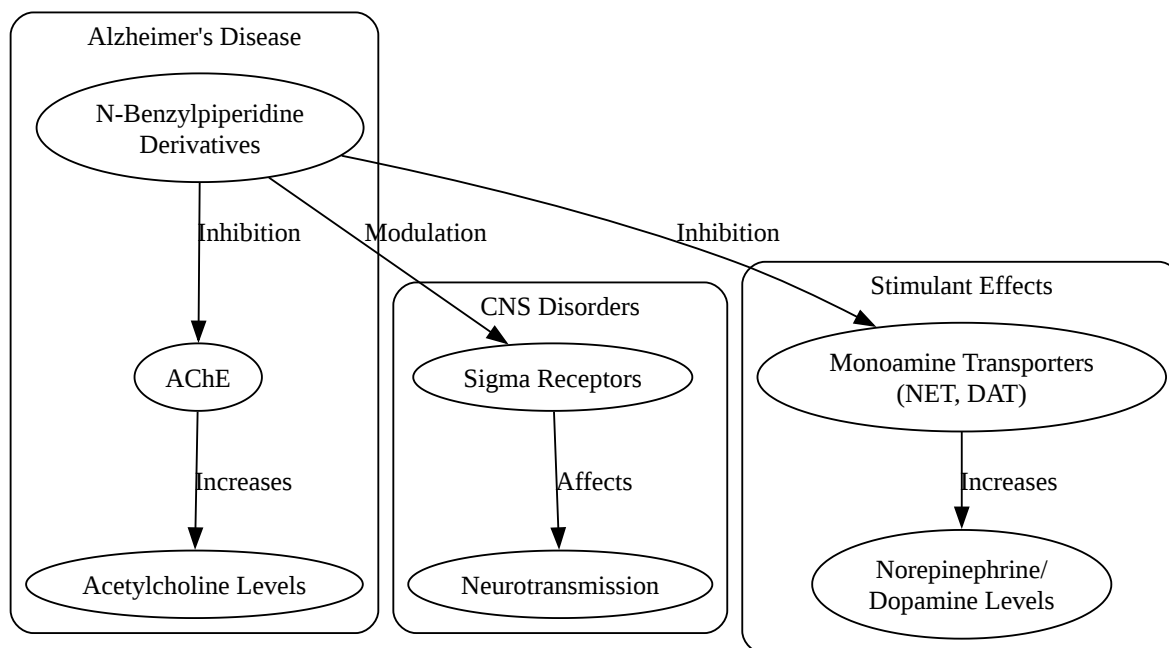 Alzheimer's Disease
N-Benzylpiperidine
Derivatives
Inhibition
Modulation
Inhibition
Stimulant Effects
CNS Disorders
AChE
Sigma Receptors
Monoamine Transporters
(NET, DAT)
Increases
Affects
Increases
Acetylcholine Levels
Neurotransmission
Norepinephrine/
Dopamine Levels